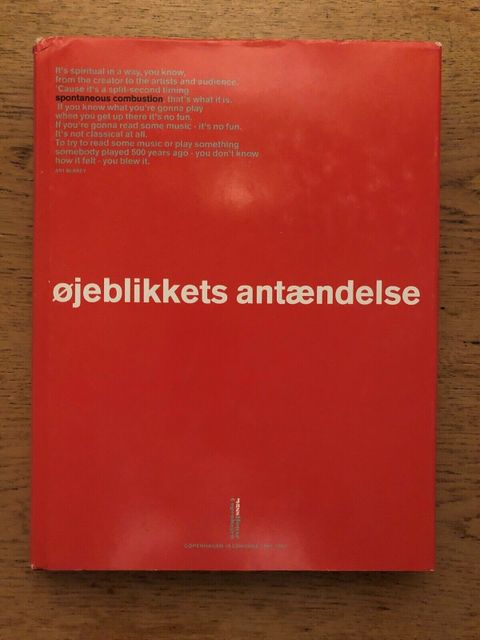 It's spiritual in a way, you know,
from the creator to the artists and audience.
'Cause it's a split-second timing
spontaneous combustion that's what it is.
If you know what you're gonna play
when you get up there it's no fun.
If you're gonna read some music - it's no fun.
It's not classical at all.
To try to read some music or play something
somebody played 500 years ago - you don't know
how it felt - you blew it.
ART BLAKEY
øjeblikkets antændelse
COPENHAGEN JAZZHOUSE